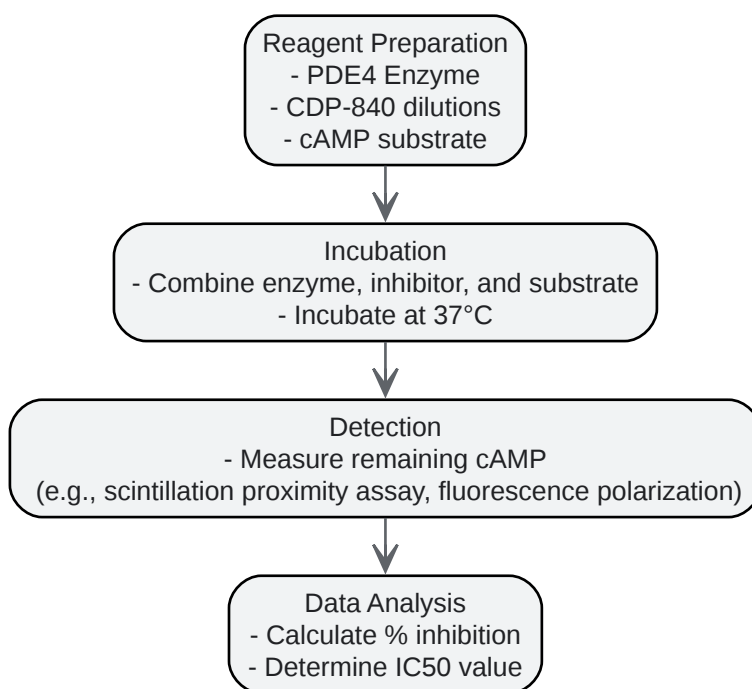 Reagent Preparation
- PDE4 Enzyme
- CDP-840 dilutions
- cAMP substrate
Incubation
- Combine enzyme, inhibitor, and substrate
- Incubate at 37°C
Detection
- Measure remaining cAMP
(e.g., scintillation proximity assay, fluorescence polarization)
Data Analysis
- Calculate % inhibition
- Determine IC50 value